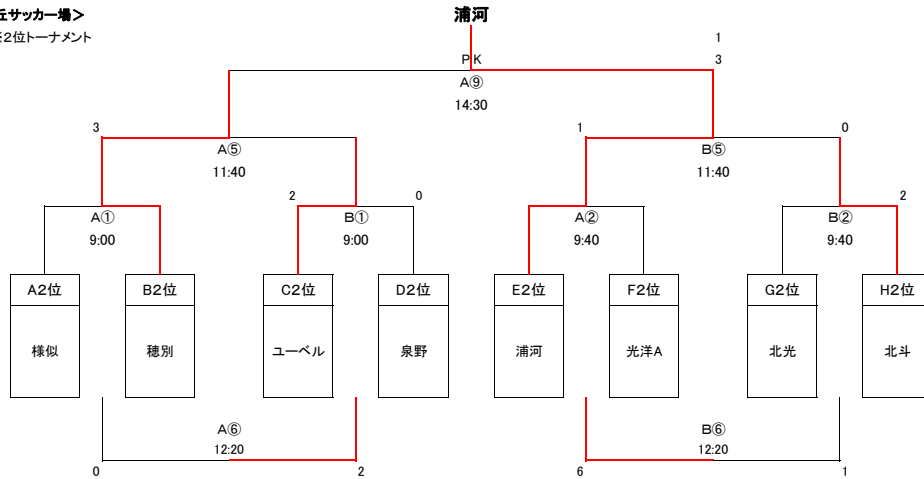 丘サッカー場＞
※2位トーナメント
浦河
1
PK
3
A⑨
14:30
3
1
0
A⑤
B⑤
11:40
11:40
2
0
2
A①
B①
A②
B②
9:00
9:00
9:40
9:40
A2位
B2位
C2位
D2位
E2位
F2位
G2位
H2位
様似
穂別
ユーベル
泉野
浦河
光洋A
北光
北斗
A⑥
B⑥
12:20
12:20
0
2
6
1